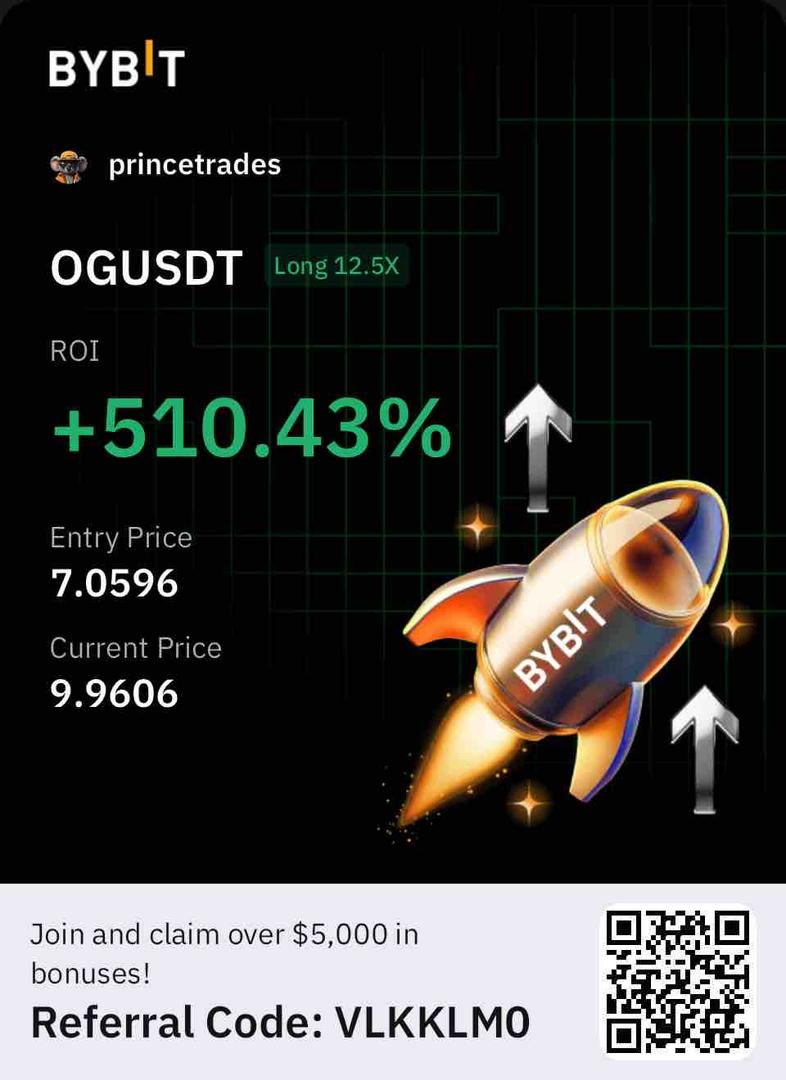 BYBIT
princetrades
OGUSDT Long 12.5X
ROI
+510.43%
Entry Price
7.0596
Current Price
9.9606
BYBIT
Join and claim over $5,000 in
bonuses!
Referral Code: VLKKLM0